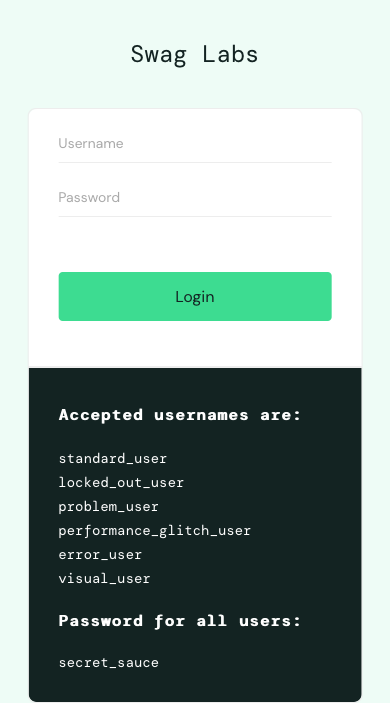 Swag Labs
Username
Password
Login
Accepted usernames are:
standard_user
locked_out_user
problem_user
performance_glitch_user
error_user
visual_user
Password for all users:
secret_sauce